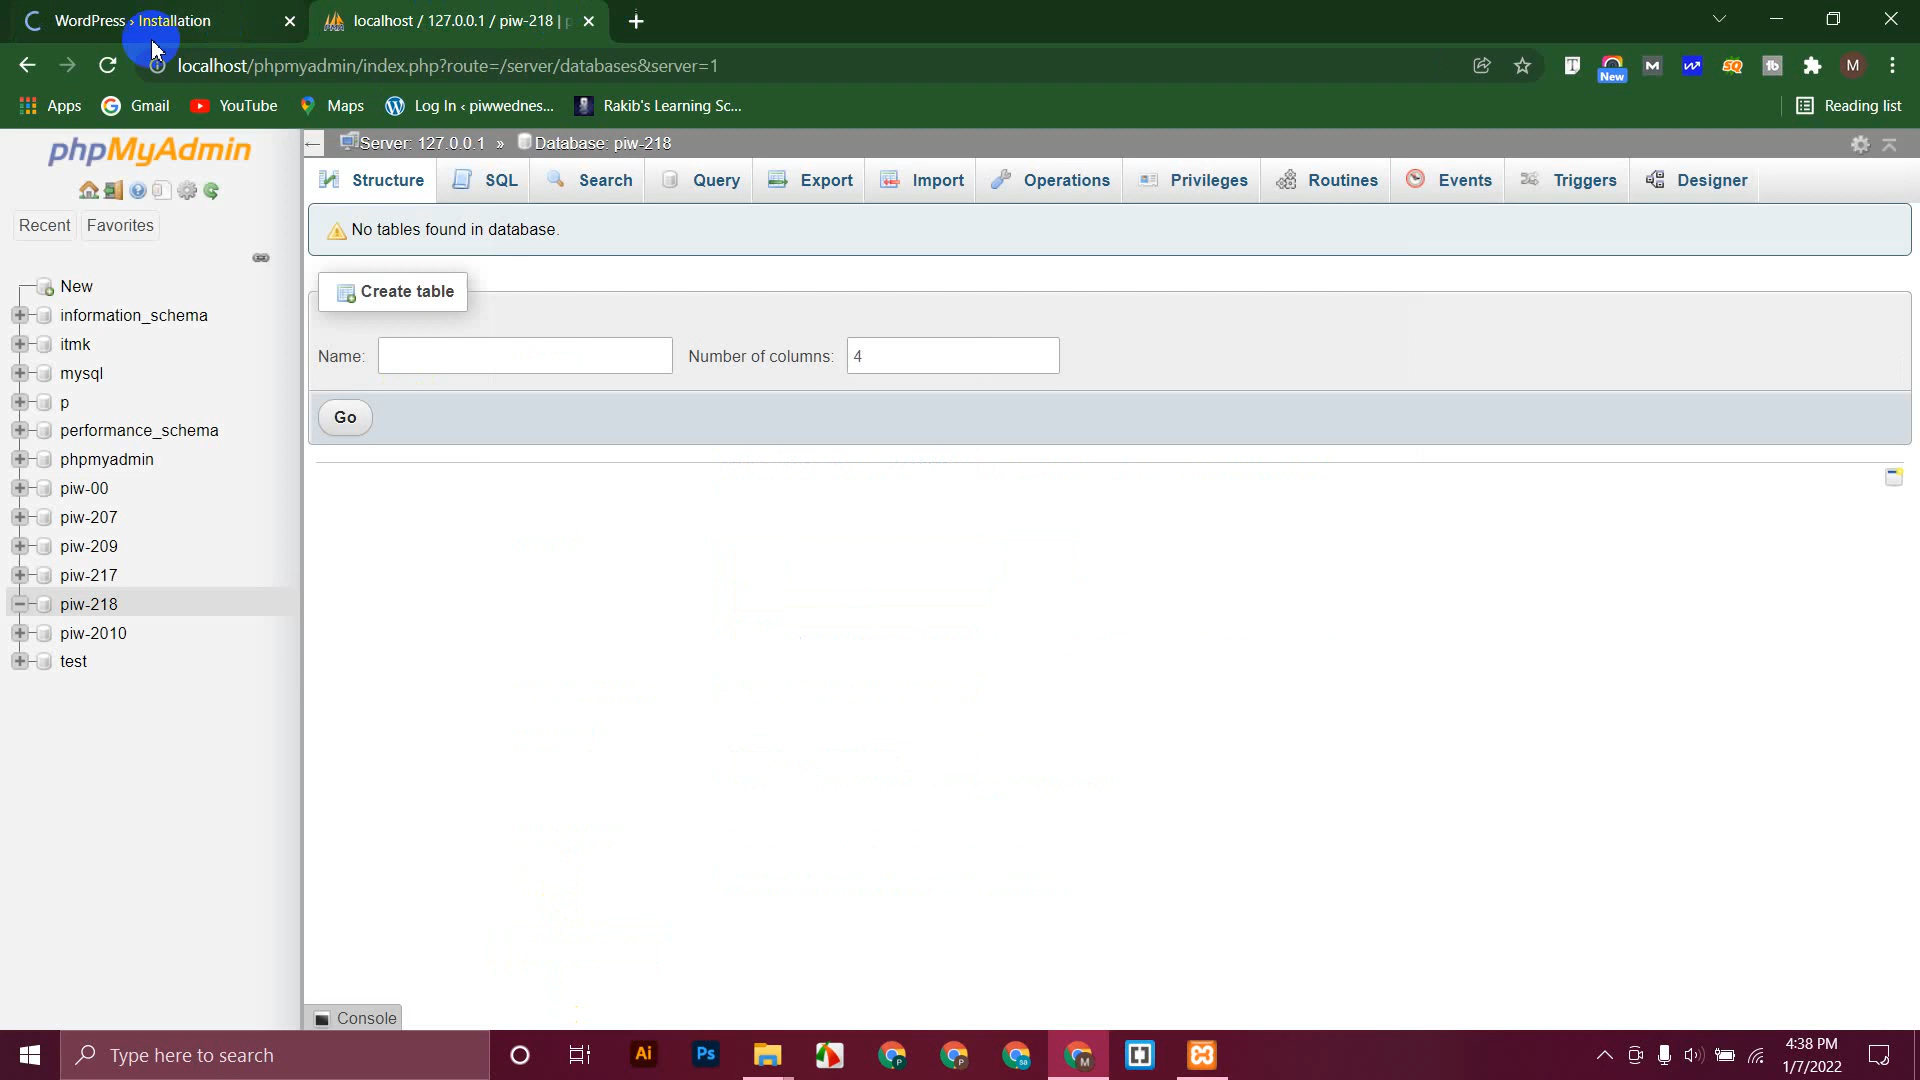 WordPress › Installation
localhost / 127.0.0.1 / piw-218 | p
localhost/phpmyadmin/index.php?route=/server/databases&server=1
New
Apps
Gmail
YouTube
Maps
Log In ‹ piwwednes...
Rakib's Learning Sc...
Reading list
phpMyAdmin
Server: 127.0.0.1 » Database: piw-218
Structure
SQL
Search
Query
Export
Import
Operations
Privileges
Routines
Events
Triggers
Designer
Recent
Favorites
No tables found in database.
New
information_schema
itmk
mysql
p
performance_schema
phpmyadmin
piw-00
piw-207
piw-209
piw-217
piw-218
piw-2010
test
Create table
Name:
Number of columns: 4
Go
Console
Type here to search
Ai
Ps
4:38 PM
1/7/2022